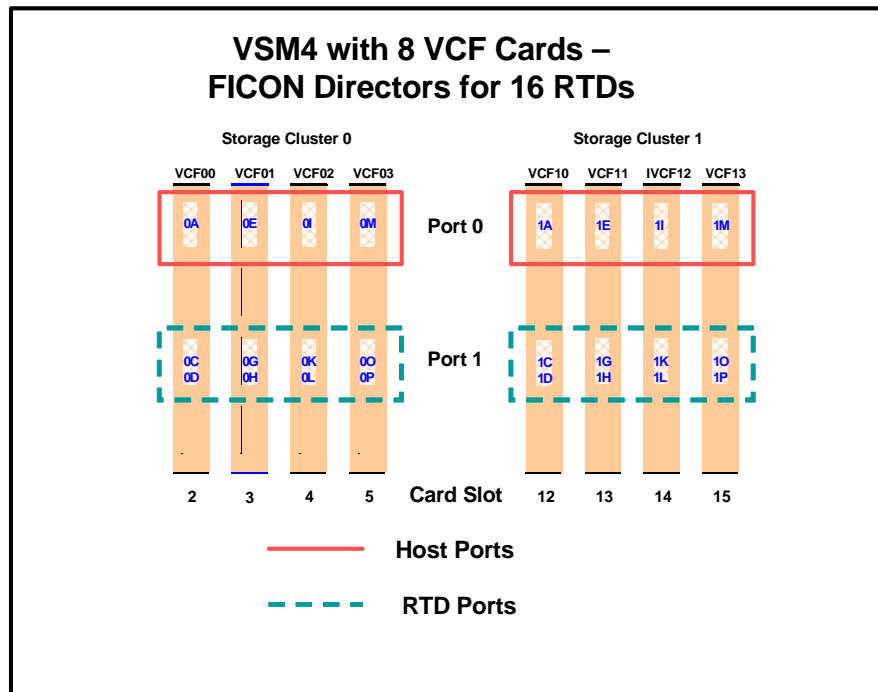 VSM4 with 8 VCF Cards –
FICON Directors for 16 RTDs
Storage Cluster 0 Storage Cluster 1
VCF00 VCF01 VCF02 VCF03 VCF10 VCF11 IVCF12 VCF13
0A 0E 0I 0M Port 0 1A 1E 1I 1M
0C 0G 0K 0O Port 1 1C 1G 1K 1O
0D 0H 0L 0P 1D 1H 1L 1P
2 3 4 5 Card Slot 12 13 14 15
Host Ports
RTD Ports